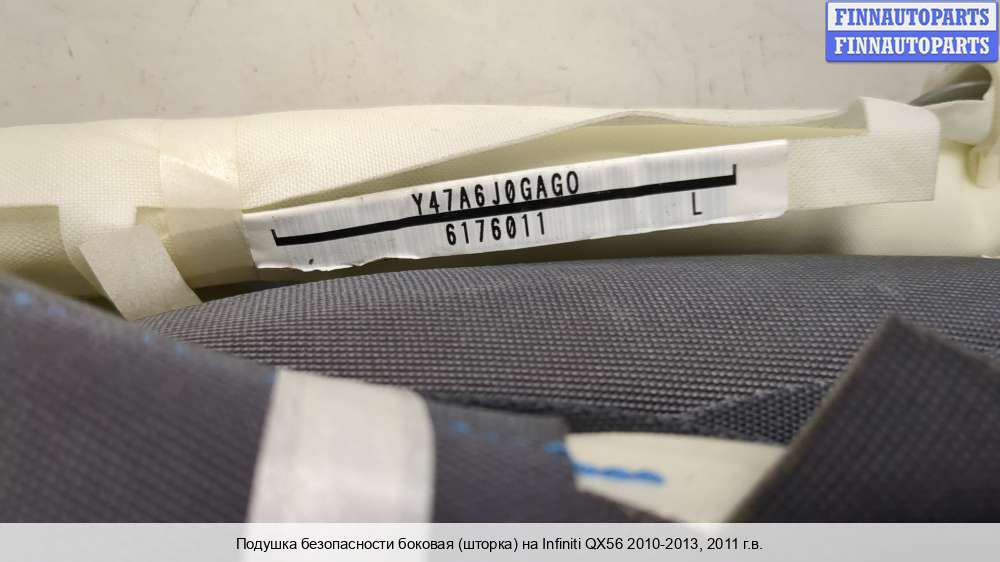 FINNAUTOPARTS
FINNAUTOPARTS
Y47A6J0GAG0
6176011
L
Подушка безопасности боковая (шторка) на Infiniti QX56 2010-2013, 2011 г.в.